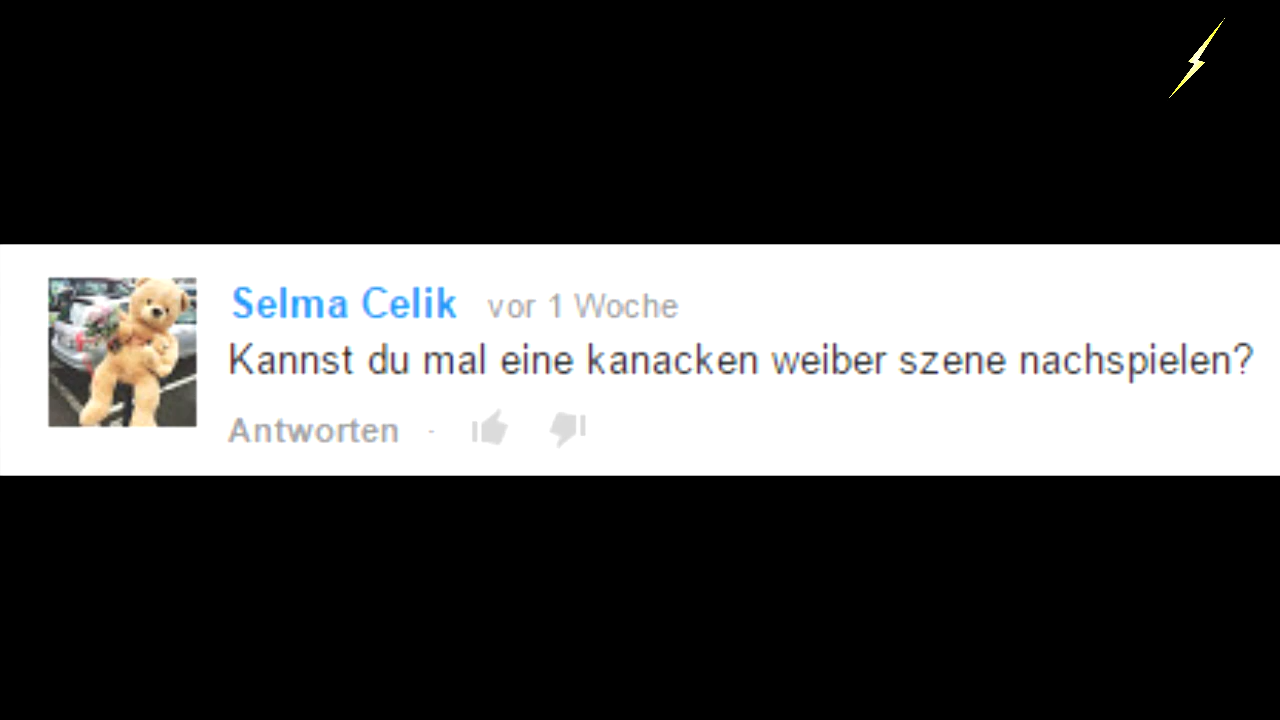 Selma Celik vor 1 Woche
Kannst du mal eine kanacken weiber szene nachspielen?
Antworten ·